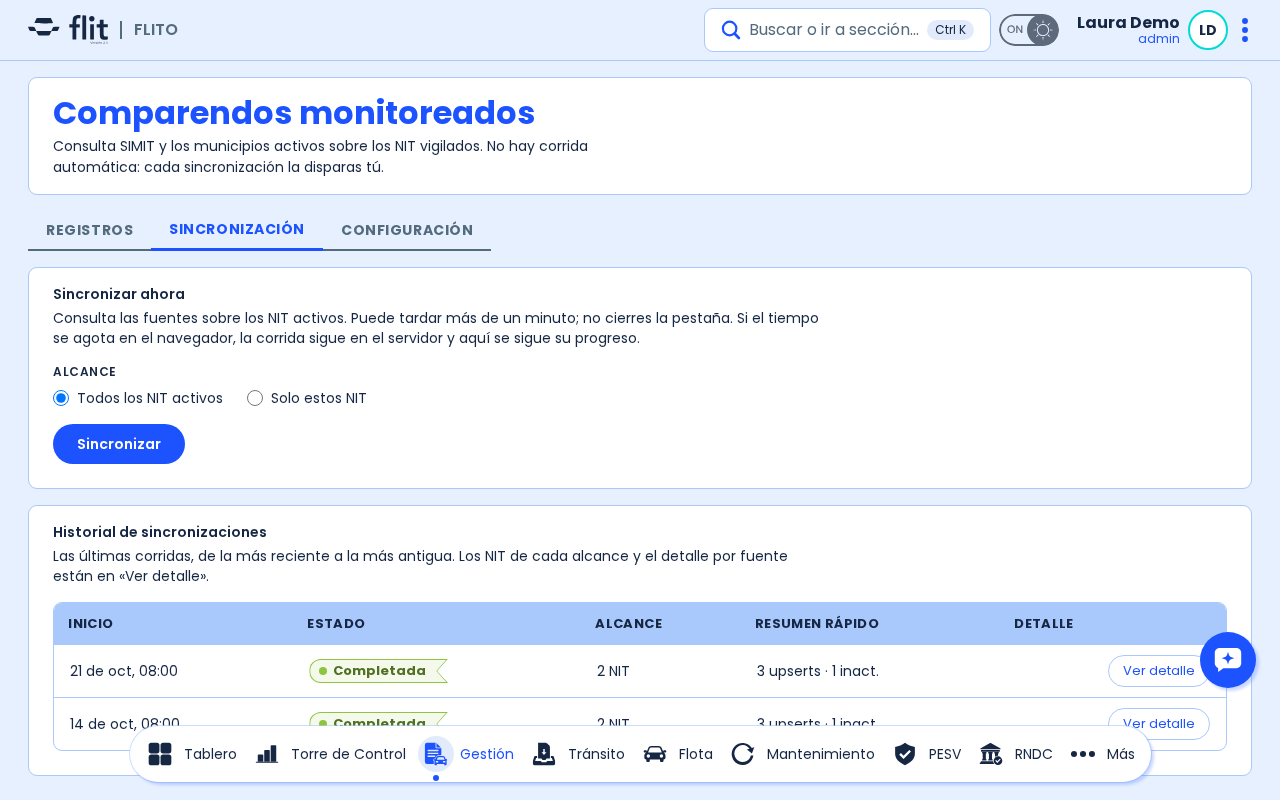 flit
FLITO
Buscar o ir a sección...
Ctrl K
ON
Laura Demo
admin
LD
Comparendos monitoreados
Consulta SIMIT y los municipios activos sobre los NIT vigilados. No hay corrida
automática: cada sincronización la disparas tú.
REGISTROS
SINCRONIZACIÓN
CONFIGURACIÓN
Sincronizar ahora
Consulta las fuentes sobre los NIT activos. Puede tardar más de un minuto; no cierres la pestaña. Si el tiempo
se agota en el navegador, la corrida sigue en el servidor y aquí se sigue su progreso.
ALCANCE
Todos los NIT activos
Solo estos NIT
Sincronizar
Historial de sincronizaciones
Las últimas corridas, de la más reciente a la más antigua. Los NIT de cada alcance y el detalle por fuente
están en «Ver detalle».
INICIO ESTADO ALCANCE RESUMEN RÁPIDO DETALLE
21 de oct, 08:00 Completada 2 NIT 3 upserts · 1 inact. Ver detalle
14 de oct, 08:00 Completada 2 NIT 3 upserts · 1 inact. Ver detalle
Tablero
Torre de Control
Gestión
Tránsito
Flota
Mantenimiento
PESV
RNDC
Más